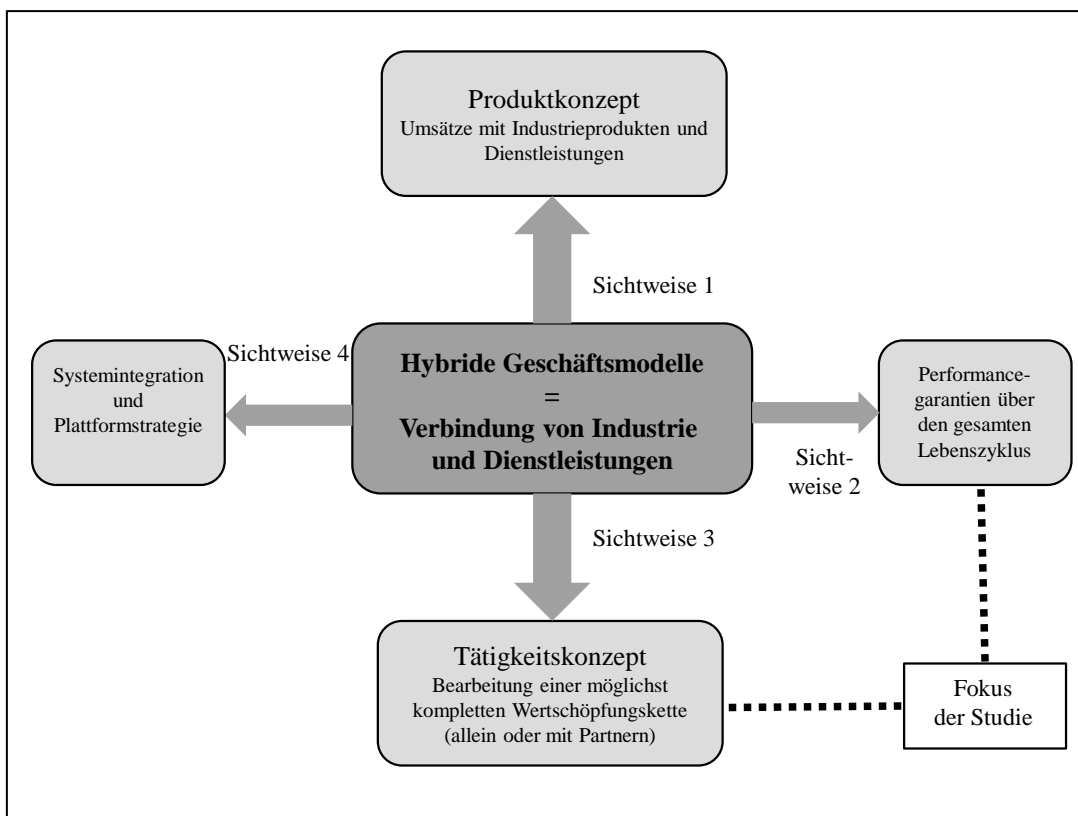 Produktkonzept
Umsätze mit Industrieprodukten und
Dienstleistungen
Sichtweise 1
Sichtweise 4
Systemintegration
und
Plattformstrategie
Hybride Geschäftsmodelle
=
Verbindung von Industrie
und Dienstleistungen
Performance-
garantien über
den gesamten
Lebenszyklus
Sicht-
weise 2
Sichtweise 3
Tätigkeitskonzept
Bearbeitung einer möglichst
kompletten Wertschöpfungskette
(allein oder mit Partnern)
Fokus
der Studie